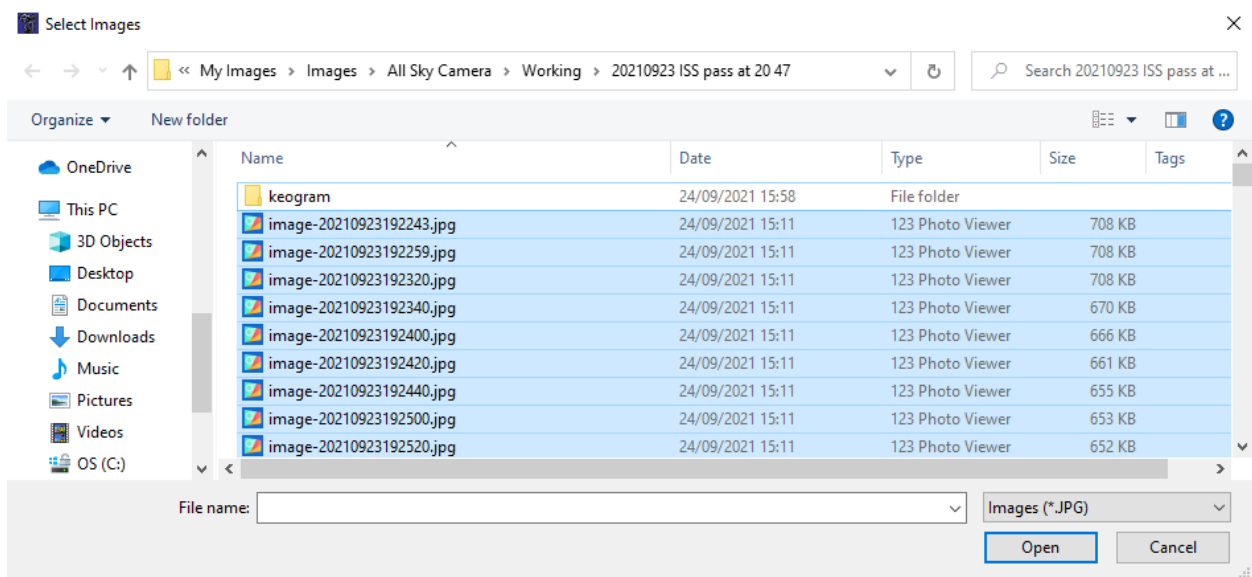 Select Images
« My Images › Images › All Sky Camera › Working › 20210923 ISS pass at 20 47
Search 20210923 ISS pass at ...
Organize New folder
OneDrive
This PC
3D Objects
Desktop
Documents
Downloads
Music
Pictures
Videos
OS (C:)
Name Date Type Size Tags
keogram 24/09/2021 15:58 File folder
image-20210923192243.jpg 24/09/2021 15:11 123 Photo Viewer 708 KB
image-20210923192259.jpg 24/09/2021 15:11 123 Photo Viewer 708 KB
image-20210923192320.jpg 24/09/2021 15:11 123 Photo Viewer 708 KB
image-20210923192340.jpg 24/09/2021 15:11 123 Photo Viewer 670 KB
image-20210923192400.jpg 24/09/2021 15:11 123 Photo Viewer 666 KB
image-20210923192420.jpg 24/09/2021 15:11 123 Photo Viewer 661 KB
image-20210923192440.jpg 24/09/2021 15:11 123 Photo Viewer 655 KB
image-20210923192500.jpg 24/09/2021 15:11 123 Photo Viewer 653 KB
image-20210923192520.jpg 24/09/2021 15:11 123 Photo Viewer 652 KB
File name:
Images (*.JPG)
Open Cancel